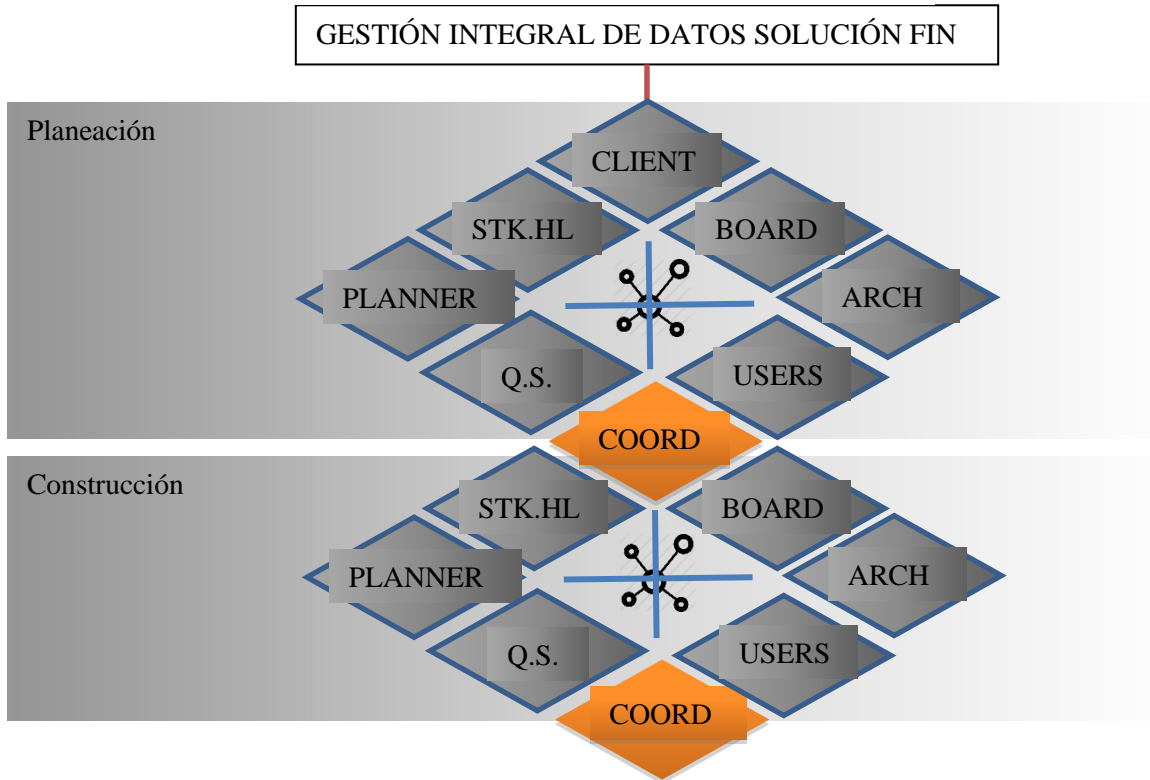 GESTIÓN INTEGRAL DE DATOS SOLUCIÓN FIN
Planeación
CLIENT
STK.HL
BOARD
PLANNER
ARCH
Q.S.
USERS
COORD
Construcción
STK.HL
BOARD
PLANNER
ARCH
Q.S.
USERS
COORD